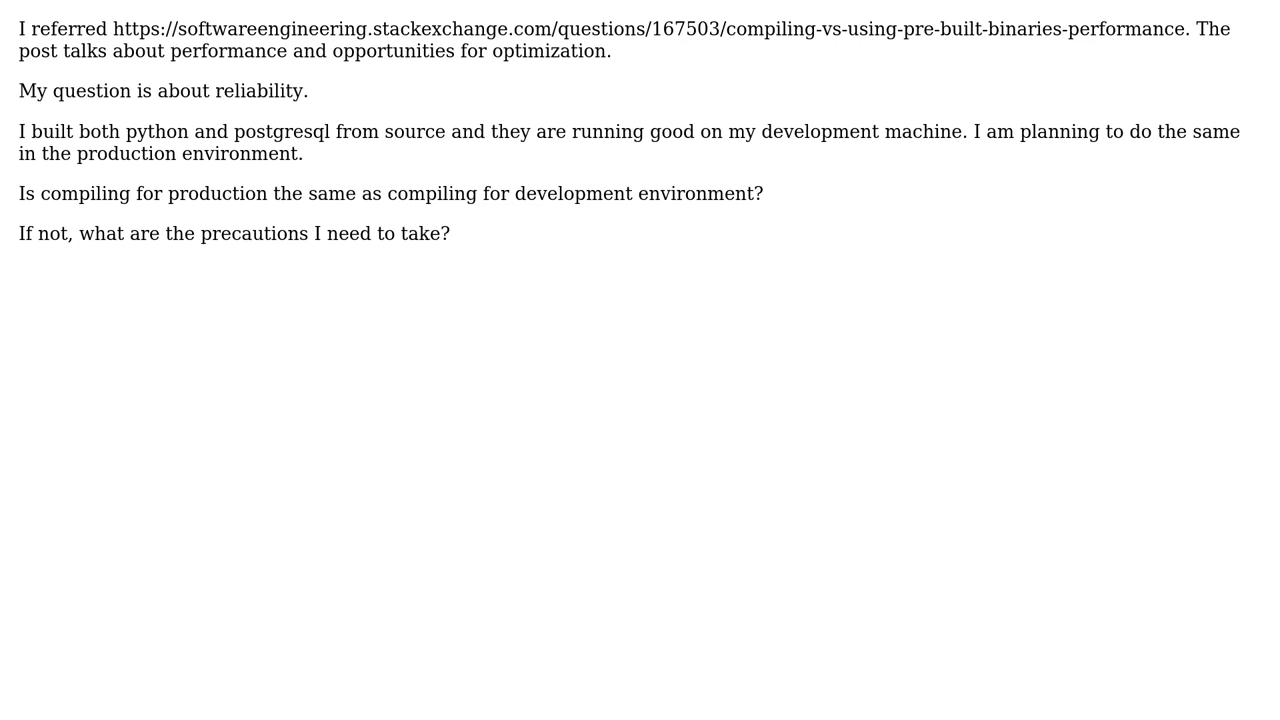 I referred https://softwareengineering.stackexchange.com/questions/167503/compiling-vs-using-pre-built-binaries-performance. The
post talks about performance and opportunities for optimization.
My question is about reliability.
I built both python and postgresql from source and they are running good on my development machine. I am planning to do the same
in the production environment.
Is compiling for production the same as compiling for development environment?
If not, what are the precautions I need to take?